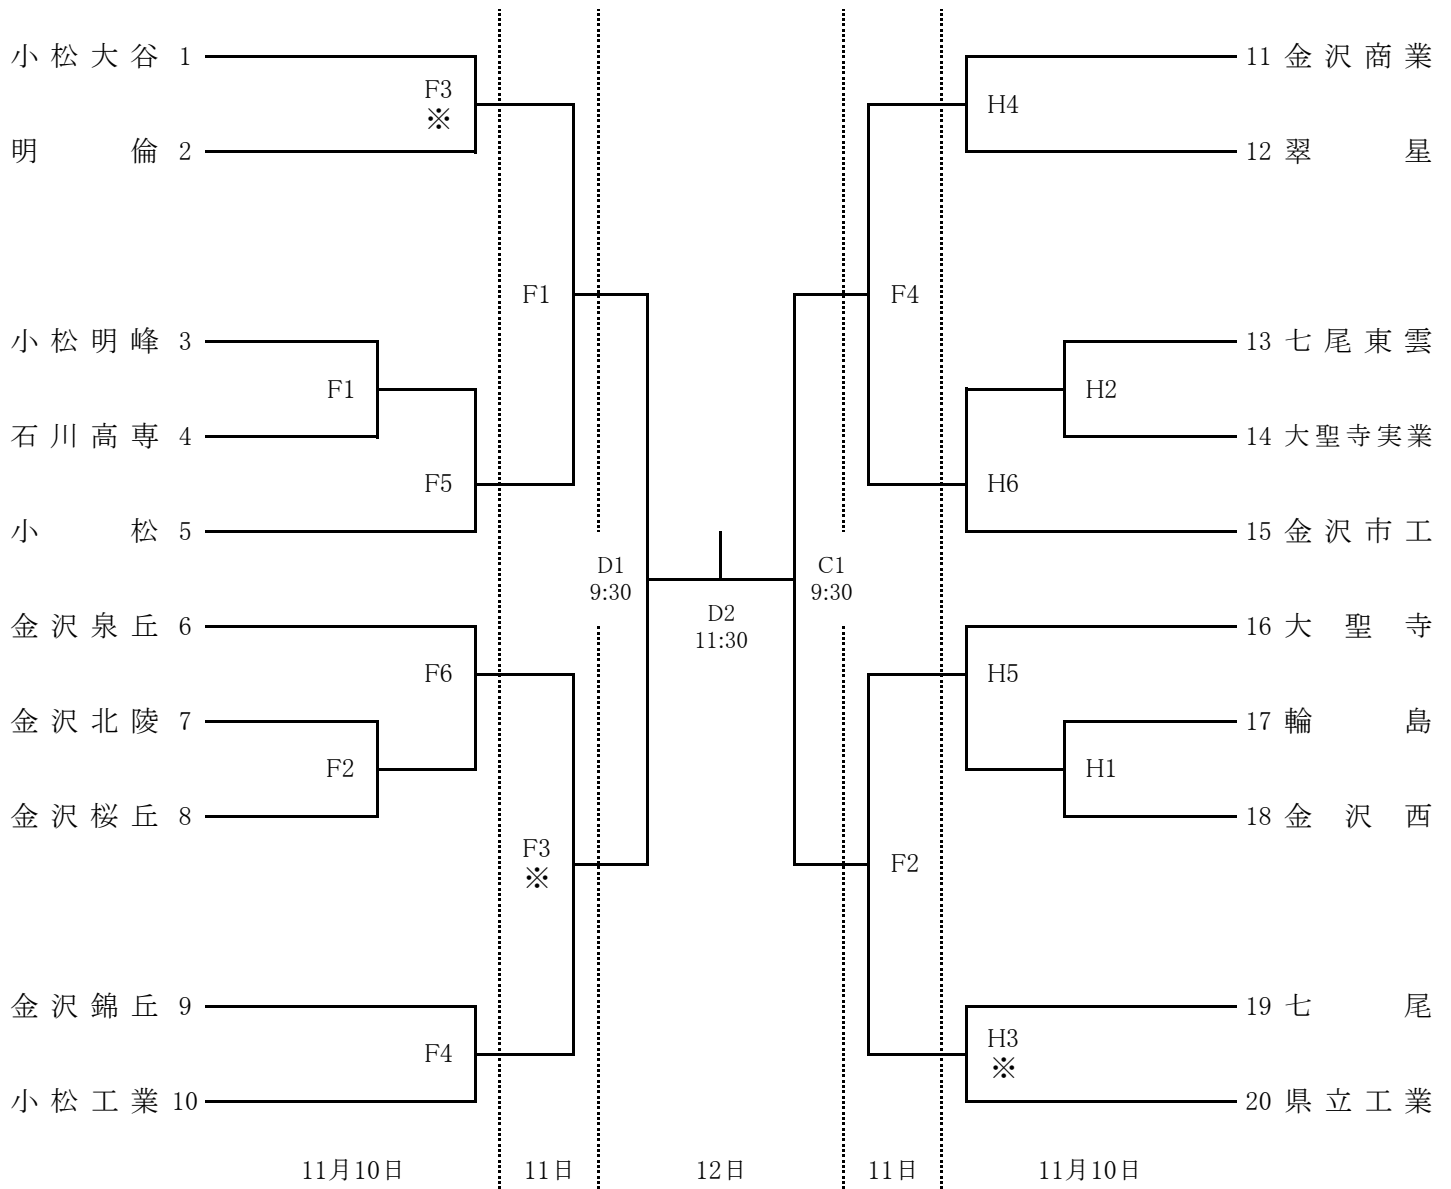 小松大谷 1
F3
※
明倫 2
F1
小松明峰 3
F1
石川高専 4
F5
小松 5
金沢泉丘 6
F6
金沢北陵 7
F2
金沢桜丘 8
F3
※
金沢錦丘 9
F4
小松工業 10
D1
9:30
D2
11:30
C1
9:30
11 金沢商業
H4
12 翠星
F4
13 七尾東雲
H2
14 大聖寺実業
H6
15 金沢市工
16 大聖寺
H5
17 輪島
H1
18 金沢西
F2
19 七尾
H3
※
20 県立工業
11月10日 11日 12日 11日 11月10日